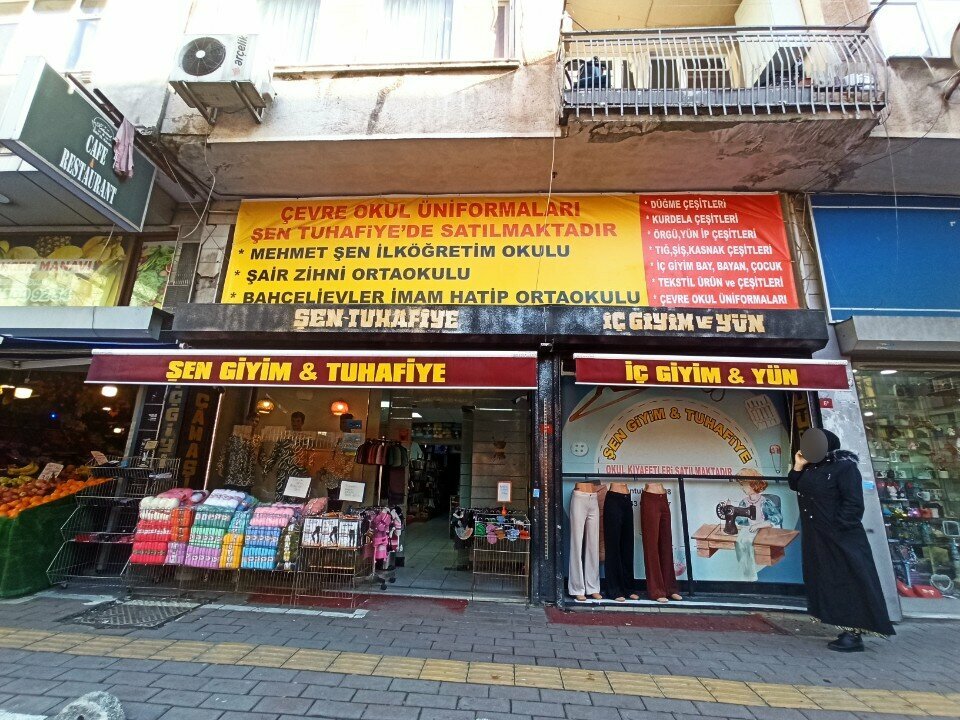 arçelik
CAFE
&
RESTAURANT
ÇEVRE OKUL ÜNİFORMALARI
ŞEN TUHAFİYE'DE SATILMAKTADIR
* MEHMET ŞEN İLKÖĞRETİM OKULU
* ŞAİR ZİHNİ ORTAOKULU
* BAHÇELİEVLER İMAM HATİP ORTAOKULU
* DÜĞME ÇEŞİTLERİ
* KURDELA ÇEŞİTLERİ
* ÖRGÜ,YÜN İP ÇEŞİTLERİ
* TIĞ,ŞİŞ,KASNAK ÇEŞİTLERİ
* İÇ GİYİM BAY, BAYAN, ÇOCUK
* TEKSTİL ÜRÜN ve ÇEŞİTLERİ
* ÇEVRE OKUL ÜNİFORMALARI
ŞEN TUHAFİYE
İÇ GİYİM VE YÜN
ŞEN GİYİM & TUHAFİYE
İÇ GİYİM & YÜN
ŞEN GİYİM & TUHAFİYE
OKUL KIYAFETLERİ SATILMAKTADIR